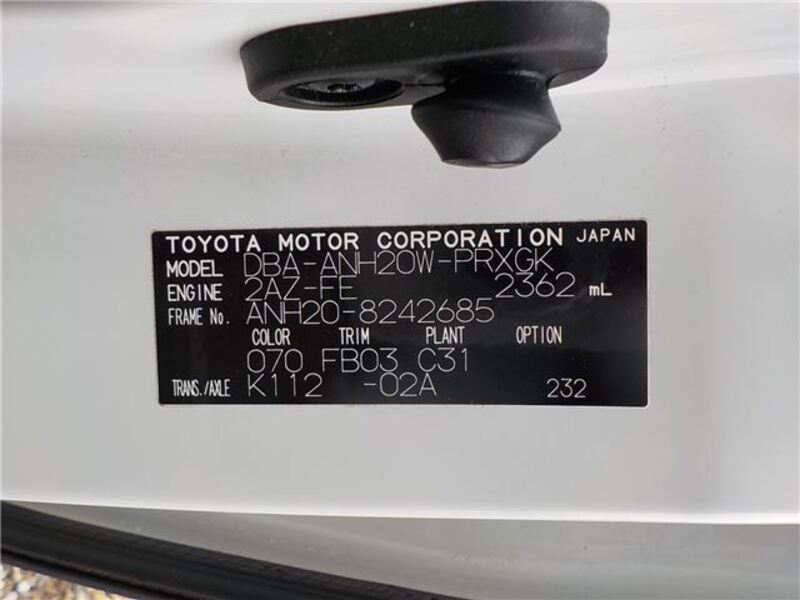 TOYOTA MOTOR CORPORATION JAPAN
MODEL DBA-ANH20W-PRXGK
ENGINE 2AZ-FE 2362 mL
FRAME No. ANH20-8242685
COLOR TRIM PLANT OPTION
070 FB03 C31
TRANS./AXLE K112 -02A 232